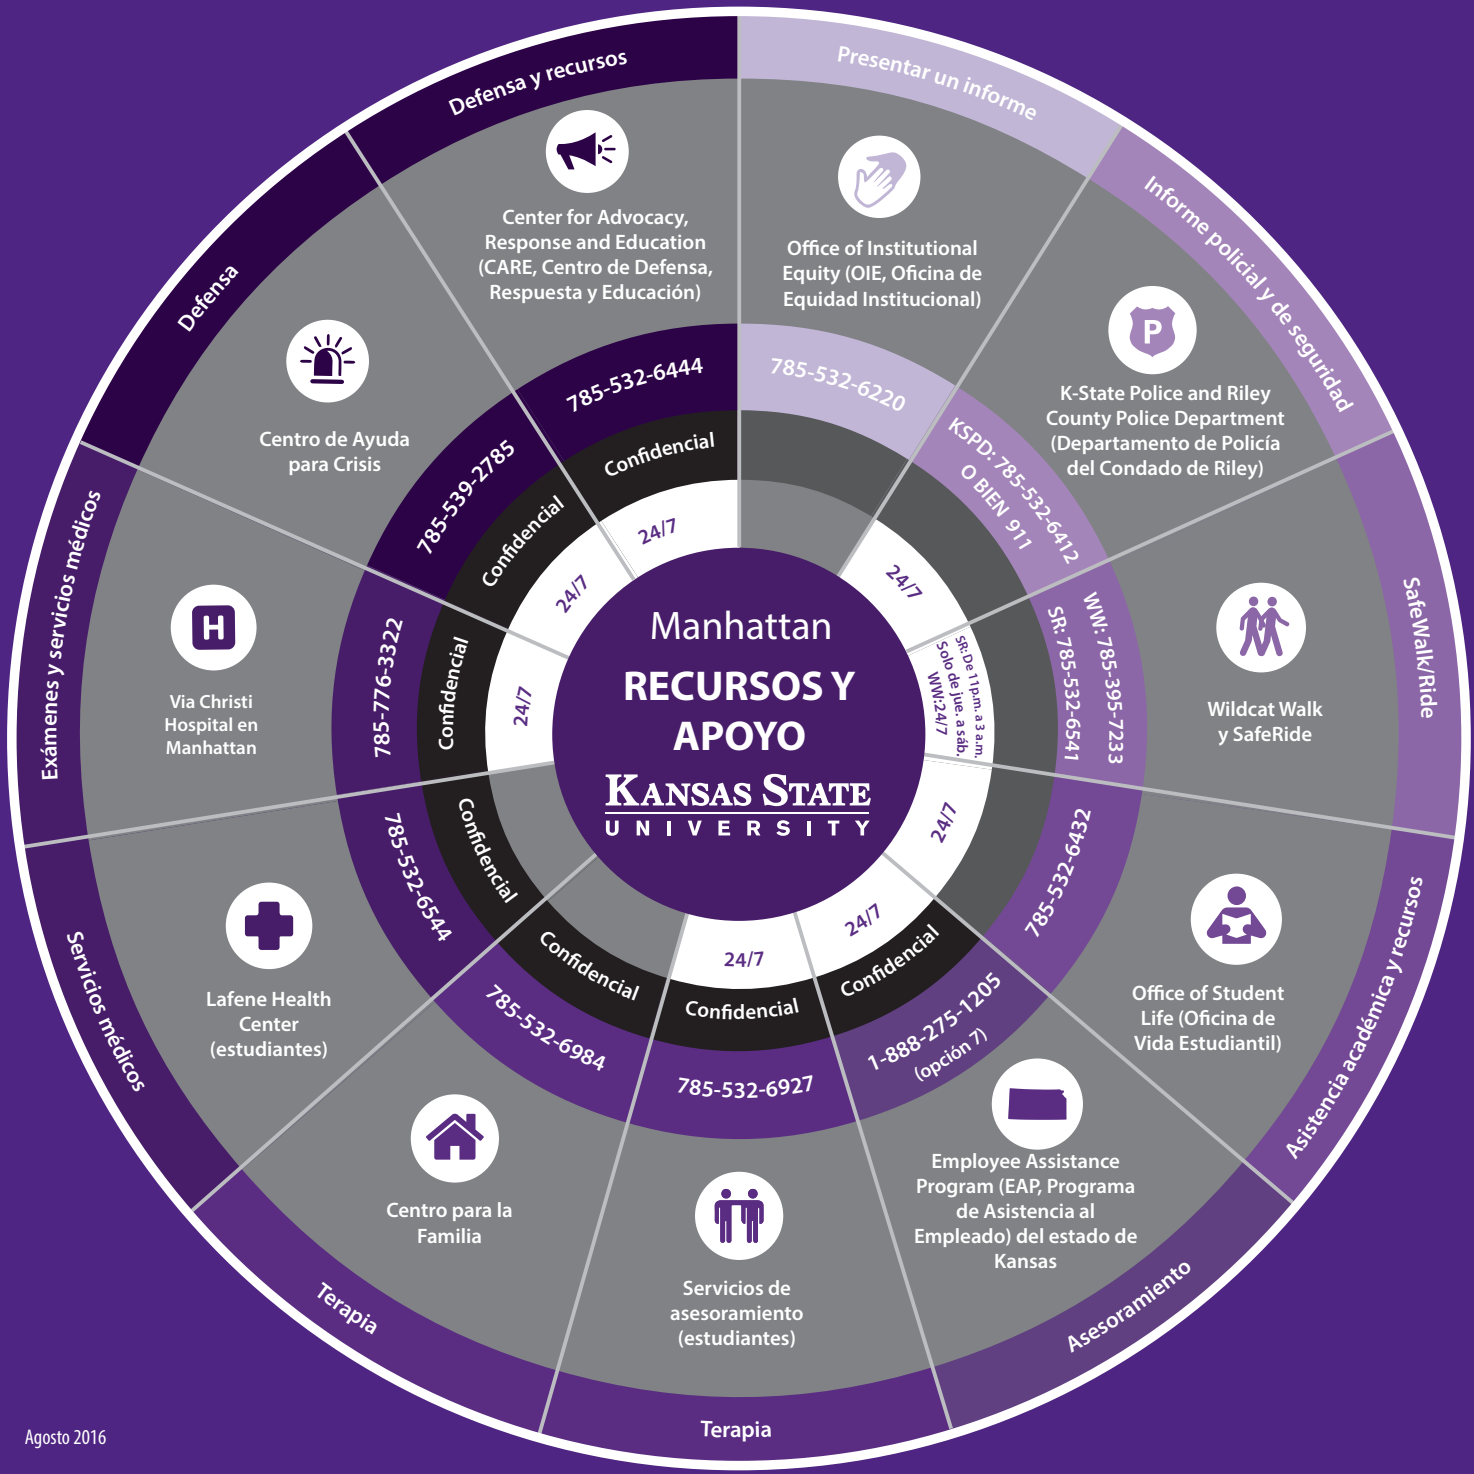 Presentar un informe
Office of Institutional
Equity (OIE, Oficina de
Equidad Institucional)
785-532-6220
Informe policial y de seguridad
P
K-State Police and Riley
County Police Department
(Departamento de Policía
del Condado de Riley)
KSPD: 785-532-6412
O BIEN 911
24/7
SafeWalk/Ride
Wildcat Walk
y SafeRide
WW: 785-395-7233
SR: 785-532-6541
SR: De 11p.m. a 3 a.m.
Solo de jue. a sáb.
WW:24/7
Asistencia académica y recursos
Office of Student
Life (Oficina de
Vida Estudiantil)
785-532-6432
24/7
Asesoramiento
Employee Assistance
Program (EAP, Programa
de Asistencia al
Empleado) del estado de
Kansas
1-888-275-1205
(opción 7)
Confidencial
24/7
Terapia
Servicios de
asesoramiento
(estudiantes)
785-532-6927
Confidencial
24/7
Terapia
Centro para la
Familia
785-532-6984
Confidencial
Servicios médicos
Lafene Health
Center
(estudiantes)
785-532-6544
Confidencial
Exámenes y servicios médicos
H
Via Christi
Hospital en
Manhattan
785-776-3322
Confidencial
24/7
Defensa
Centro de Ayuda
para Crisis
785-539-2785
Confidencial
24/7
Defensa y recursos
Center for Advocacy,
Response and Education
(CARE, Centro de Defensa,
Respuesta y Educación)
785-532-6444
Confidencial
24/7
Manhattan
RECURSOS Y
APOYO
KANSAS STATE
UNIVERSITY
Agosto 2016